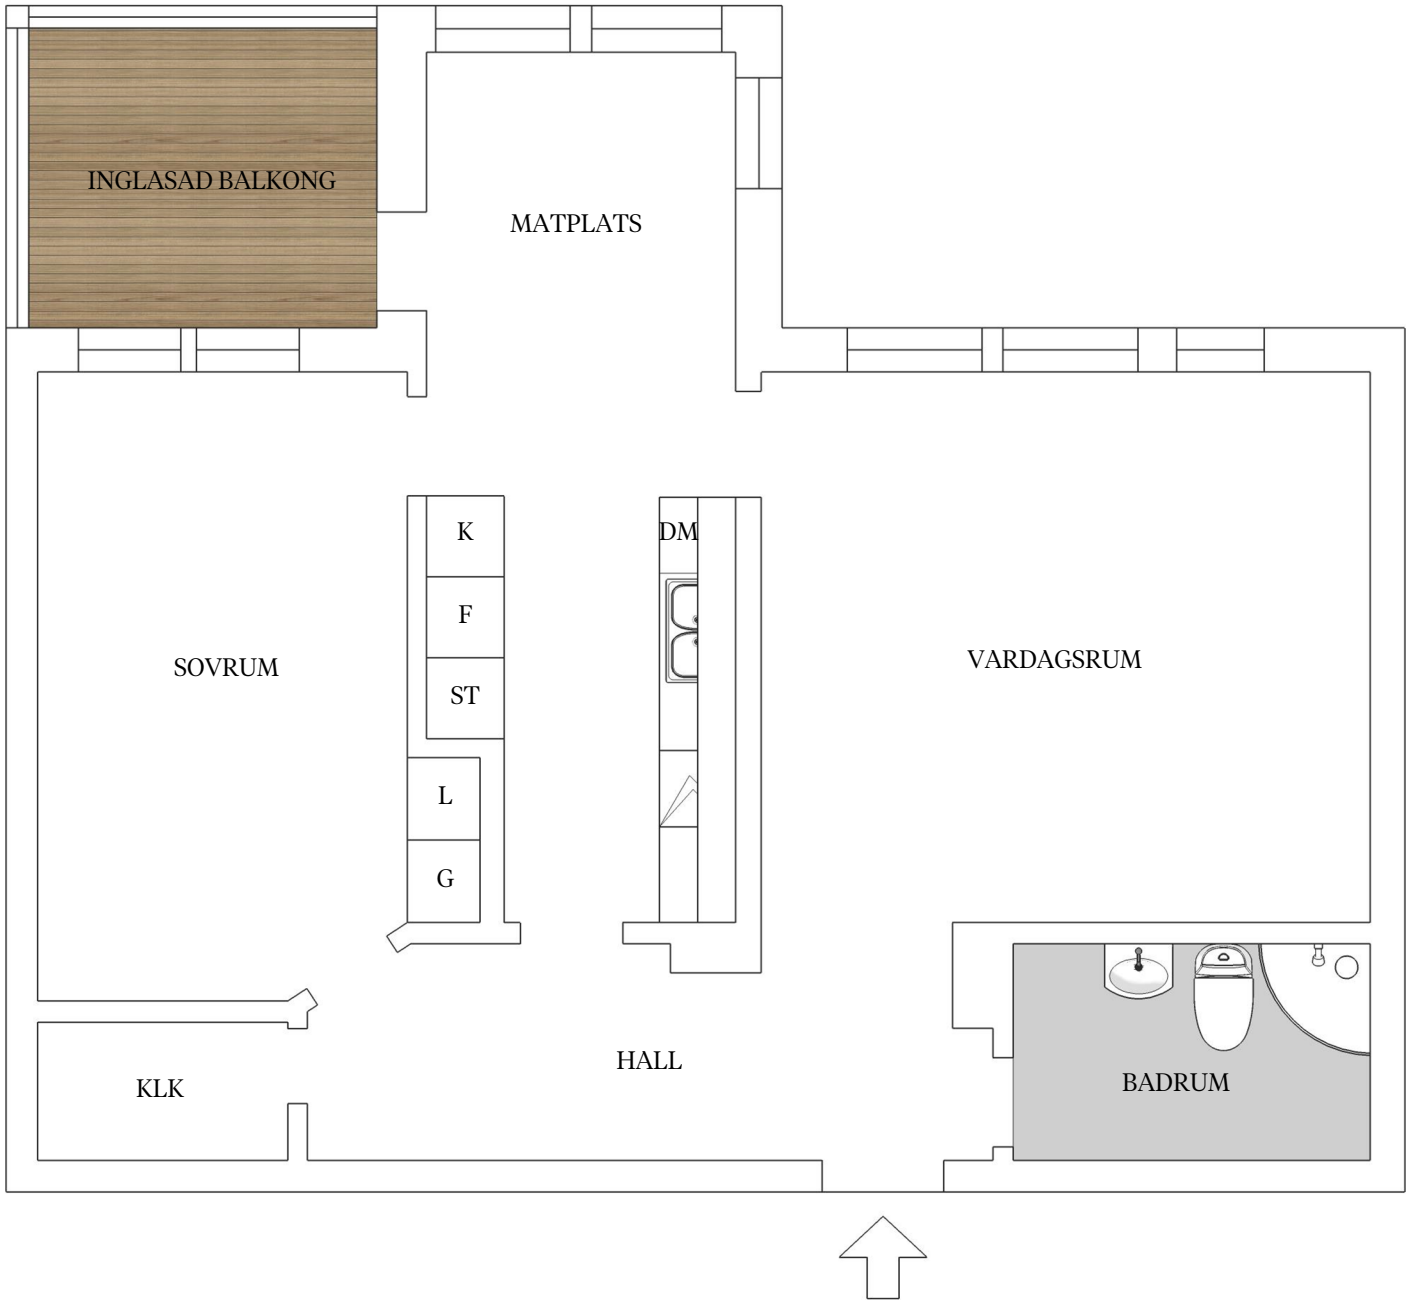 INGLASAD BALKONG
MATPLATS
K
DM
F
SOVRUM
ST
VARDAGSRUM
L
G
HALL
KLK
BADRUM